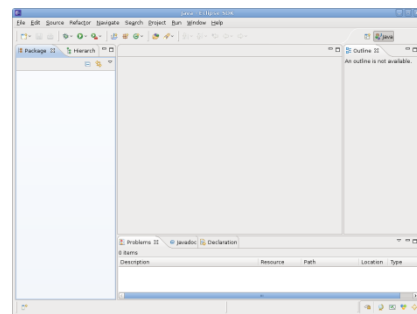 Java - Eclipse SDK
File Edit Source Refactor Navigate Search Project Run Window Help
Java
Package
Hierarch
Outline
An outline is not available.
Problems Javadoc Declaration
0 items
Description Resource Path Location Type